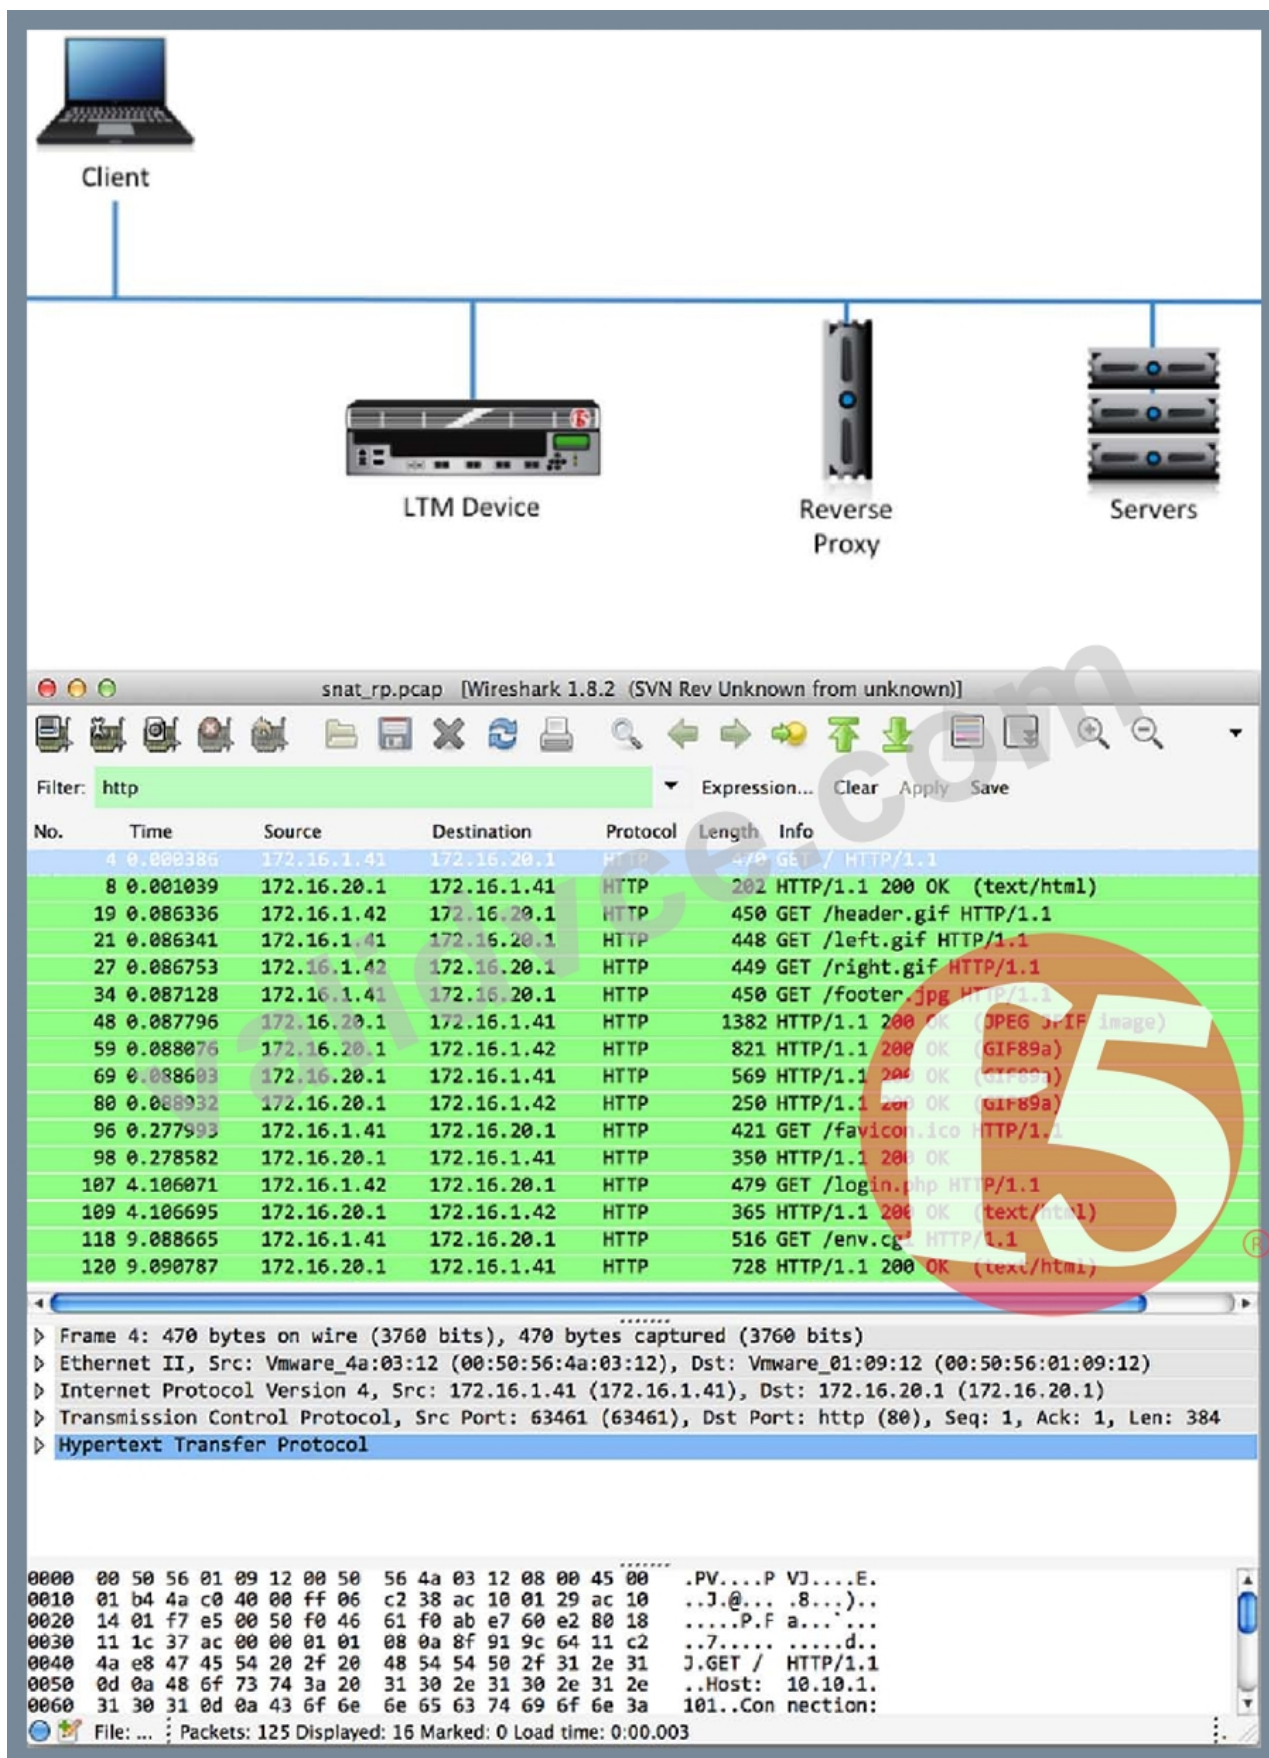 Client
LTM Device
Reverse
Proxy
Servers
snat_rp.pcap [Wireshark 1.8.2 (SVN Rev Unknown from unknown)]
Filter: http Expression... Clear Apply Save
No. Time Source Destination Protocol Length Info
4 0.000386 172.16.1.41 172.16.20.1 HTTP 470 GET / HTTP/1.1
8 0.001039 172.16.20.1 172.16.1.41 HTTP 202 HTTP/1.1 200 OK (text/html)
19 0.086336 172.16.1.42 172.16.20.1 HTTP 450 GET /header.gif HTTP/1.1
21 0.086341 172.16.1.41 172.16.20.1 HTTP 448 GET /left.gif HTTP/1.1
27 0.086753 172.16.1.42 172.16.20.1 HTTP 449 GET /right.gif HTTP/1.1
34 0.087128 172.16.1.41 172.16.20.1 HTTP 450 GET /footer.jpg HTTP/1.1
48 0.087796 172.16.20.1 172.16.1.41 HTTP 1382 HTTP/1.1 200 OK (JPEG JFIF image)
59 0.088076 172.16.20.1 172.16.1.42 HTTP 821 HTTP/1.1 200 OK (GIF89a)
69 0.088603 172.16.20.1 172.16.1.41 HTTP 569 HTTP/1.1 200 OK (GIF89a)
80 0.088932 172.16.20.1 172.16.1.42 HTTP 250 HTTP/1.1 200 OK (GIF89a)
96 0.277993 172.16.1.41 172.16.20.1 HTTP 421 GET /favicon.ico HTTP/1.1
98 0.278582 172.16.20.1 172.16.1.41 HTTP 350 HTTP/1.1 200 OK
107 4.106071 172.16.1.42 172.16.20.1 HTTP 479 GET /login.php HTTP/1.1
109 4.106695 172.16.20.1 172.16.1.42 HTTP 365 HTTP/1.1 200 OK (text/html)
118 9.088665 172.16.1.41 172.16.20.1 HTTP 516 GET /env.cgi HTTP/1.1
120 9.090787 172.16.20.1 172.16.1.41 HTTP 728 HTTP/1.1 200 OK (text/html)
validvce.com
f5 ®
Frame 4: 470 bytes on wire (3760 bits), 470 bytes captured (3760 bits)
Ethernet II, Src: Vmware_4a:03:12 (00:50:56:4a:03:12), Dst: Vmware_01:09:12 (00:50:56:01:09:12)
Internet Protocol Version 4, Src: 172.16.1.41 (172.16.1.41), Dst: 172.16.20.1 (172.16.20.1)
Transmission Control Protocol, Src Port: 63461 (63461), Dst Port: http (80), Seq: 1, Ack: 1, Len: 384
Hypertext Transfer Protocol
0000 00 50 56 01 09 12 00 50 56 4a 03 12 08 00 45 00 .PV....P VJ....E.
0010 01 b4 4a c0 40 00 ff 06 c2 38 ac 10 01 29 ac 10 ..J.@... .8...)..
0020 14 01 f7 e5 00 50 f0 46 61 f0 ab e7 60 e2 80 18 .....P.F a...`...
0030 11 1c 37 ac 00 00 01 01 08 0a 8f 91 9c 64 11 c2 ..7..... .....d..
0040 4a e8 47 45 54 20 2f 20 48 54 54 50 2f 31 2e 31 J.GET / HTTP/1.1
0050 0d 0a 48 6f 73 74 3a 20 31 30 2e 31 30 2e 31 2e ..Host: 10.10.1.
0060 31 30 31 0d 0a 43 6f 6e 6e 65 63 74 69 6f 6e 3a 101..Con nection:
File: ... Packets: 125 Displayed: 16 Marked: 0 Load time: 0:00.003